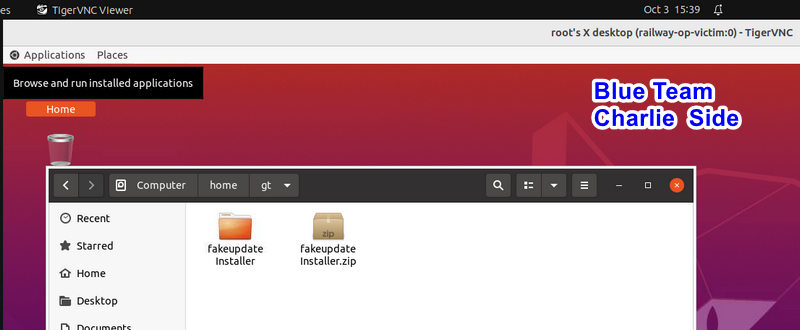 es TigerVNC Viewer Oct 3 15:39
root's X desktop (railway-op-victim:0) - TigerVNC
Applications Places
Browse and run installed applications
Home
Blue Team
Charlie Side
Computer home gt
Recent
Starred
Home
Desktop
Documents
fakeupdate
Installer
zip
fakeupdate
Installer.zip